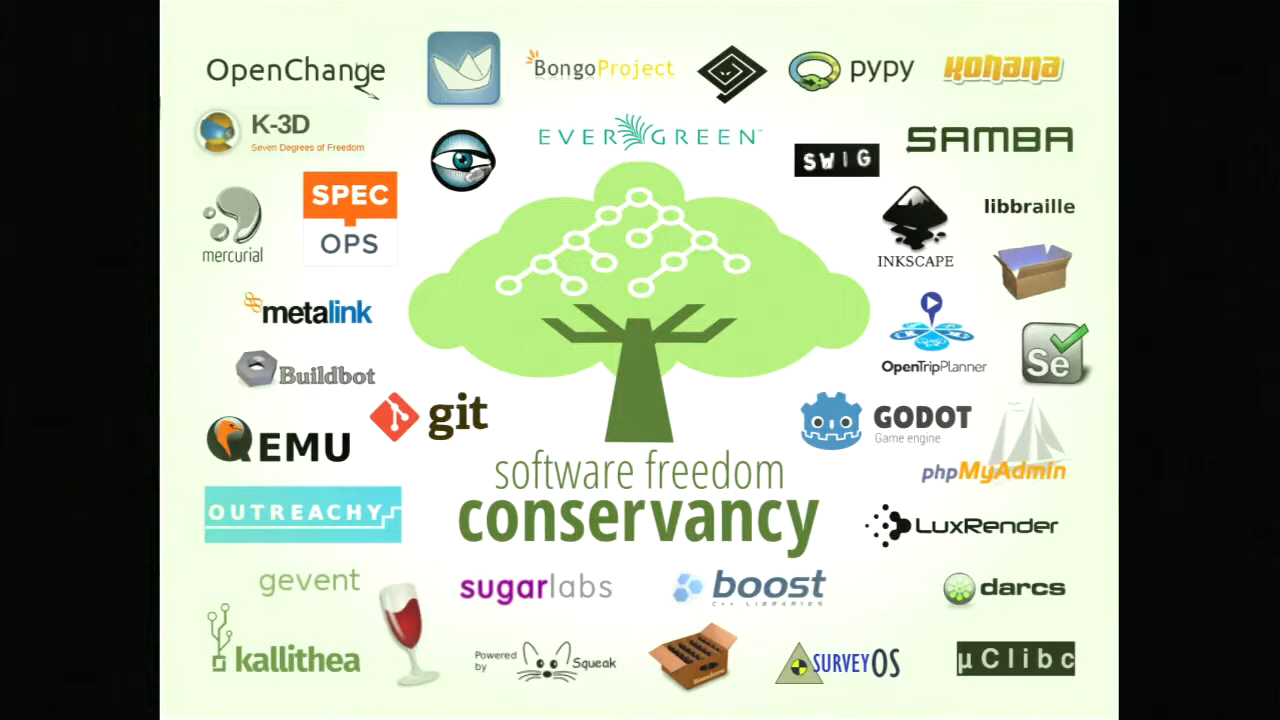 OpenChange
BongoProject
pypy
kohana
K-3D
Seven Degrees of Freedom
EVERGREEN
SWIG
SAMBA
mercurial
SPEC
OPS
INKSCAPE
libbraille
metalink
OpenTripPlanner
Se
Buildbot
git
GODOT
Game engine
QEMU
phpMyAdmin
software freedom
conservancy
OUTREACHY
LuxRender
gevent
sugarlabs
boost
C++ LIBRARIES
darcs
kallithea
Powered
by
Squeak
SURVEYOS
µClibc